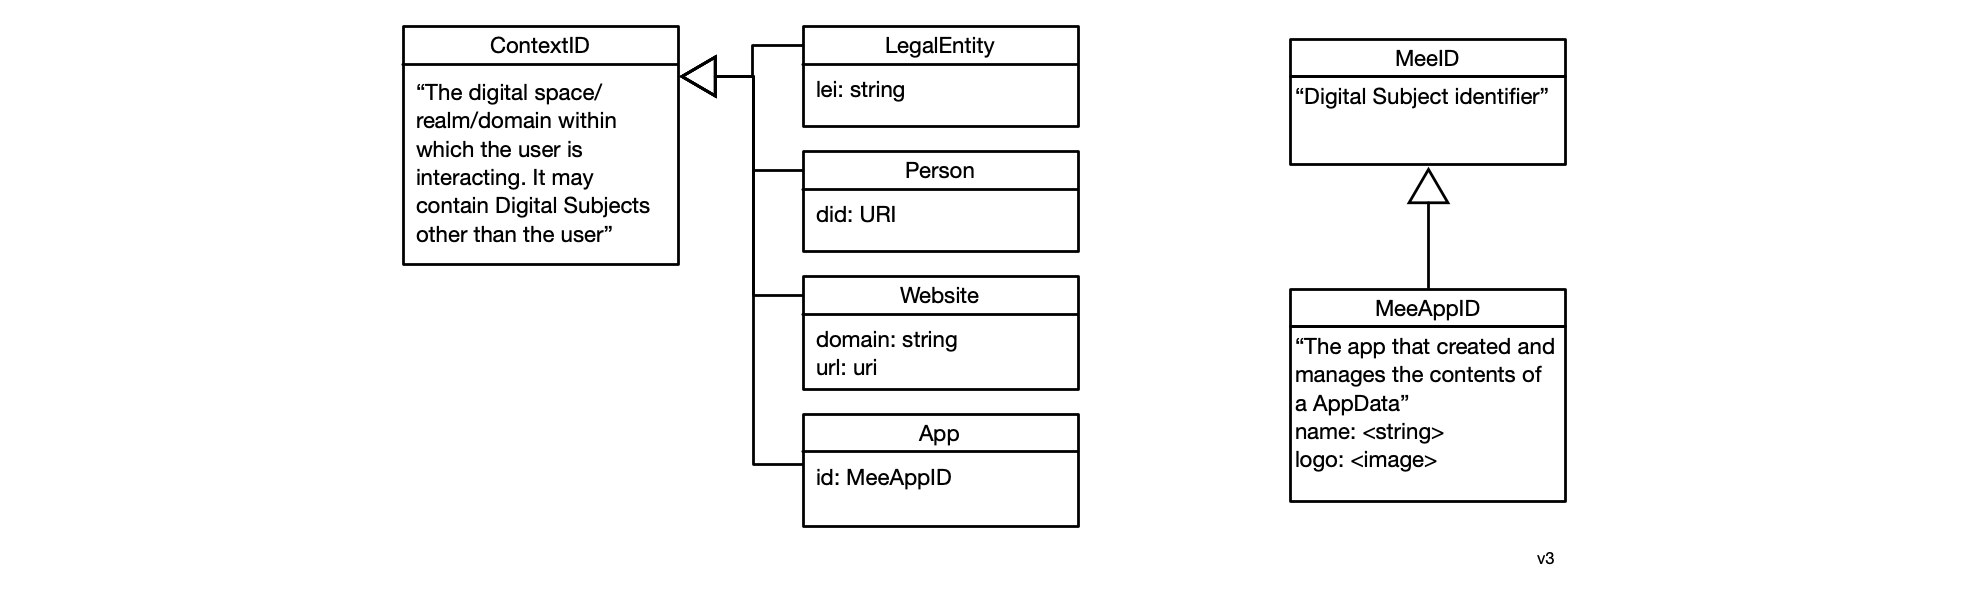 ContextID
“The digital space/
realm/domain within
which the user is
interacting. It may
contain Digital Subjects
other than the user”
LegalEntity
lei: string
Person
did: URI
Website
domain: string
url: uri
App
id: MeeAppID
MeeID
“Digital Subject identifier”
MeeAppID
“The app that created and
manages the contents of
a AppData”
name: <string>
logo: <image>
v3